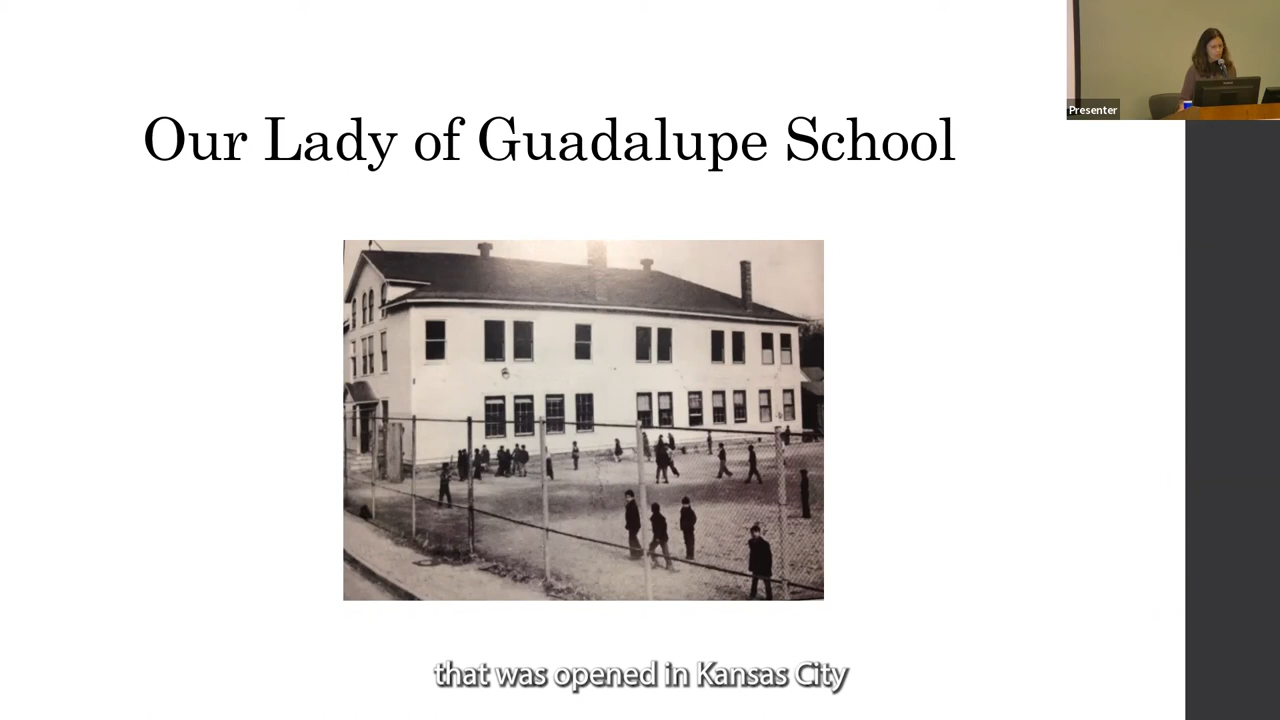 Presenter
Our Lady of Guadalupe School
that was opened in Kansas City